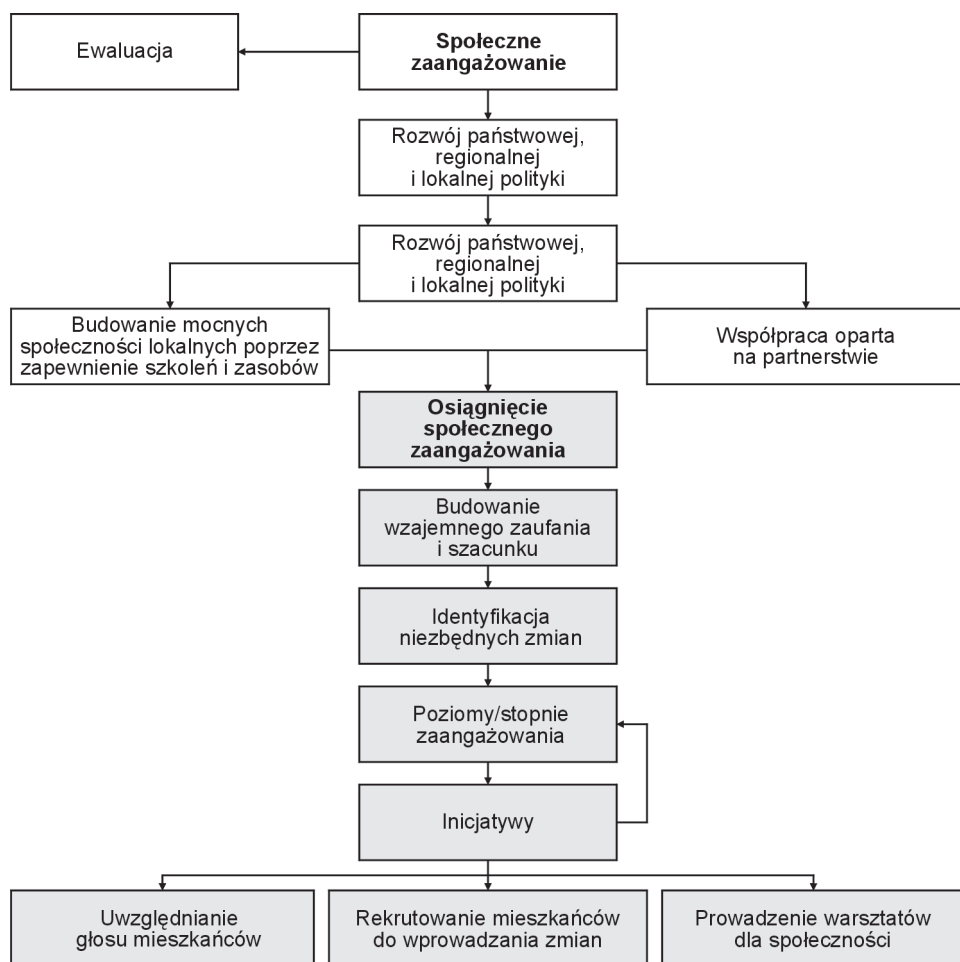 Ewaluacja
Społeczne
zaangażowanie
Rozwój państwowej,
regionalnej
i lokalnej polityki
Rozwój państwowej,
regionalnej
i lokalnej polityki
Budowanie mocnych
społeczności lokalnych poprzez
zapewnienie szkoleń i zasobów
Współpraca oparta
na partnerstwie
Osiągnięcie
społecznego
zaangażowania
Budowanie
wzajemnego zaufania
i szacunku
Identyfikacja
niezbędnych zmian
Poziomy/stopnie
zaangażowania
Inicjatywy
Uwzględnianie
głosu mieszkańców
Rekrutowanie mieszkańców
do wprowadzania zmian
Prowadzenie warsztatów
dla społeczności